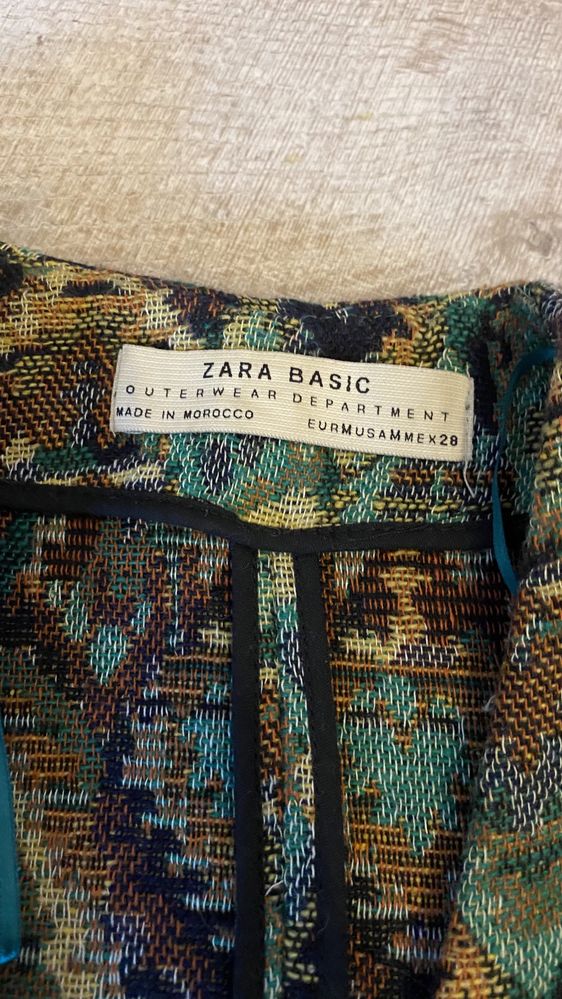 ZARA BASIC
OUTERWEAR DEPARTMENT
MADE IN MOROCCO EURMUSAMMEX28